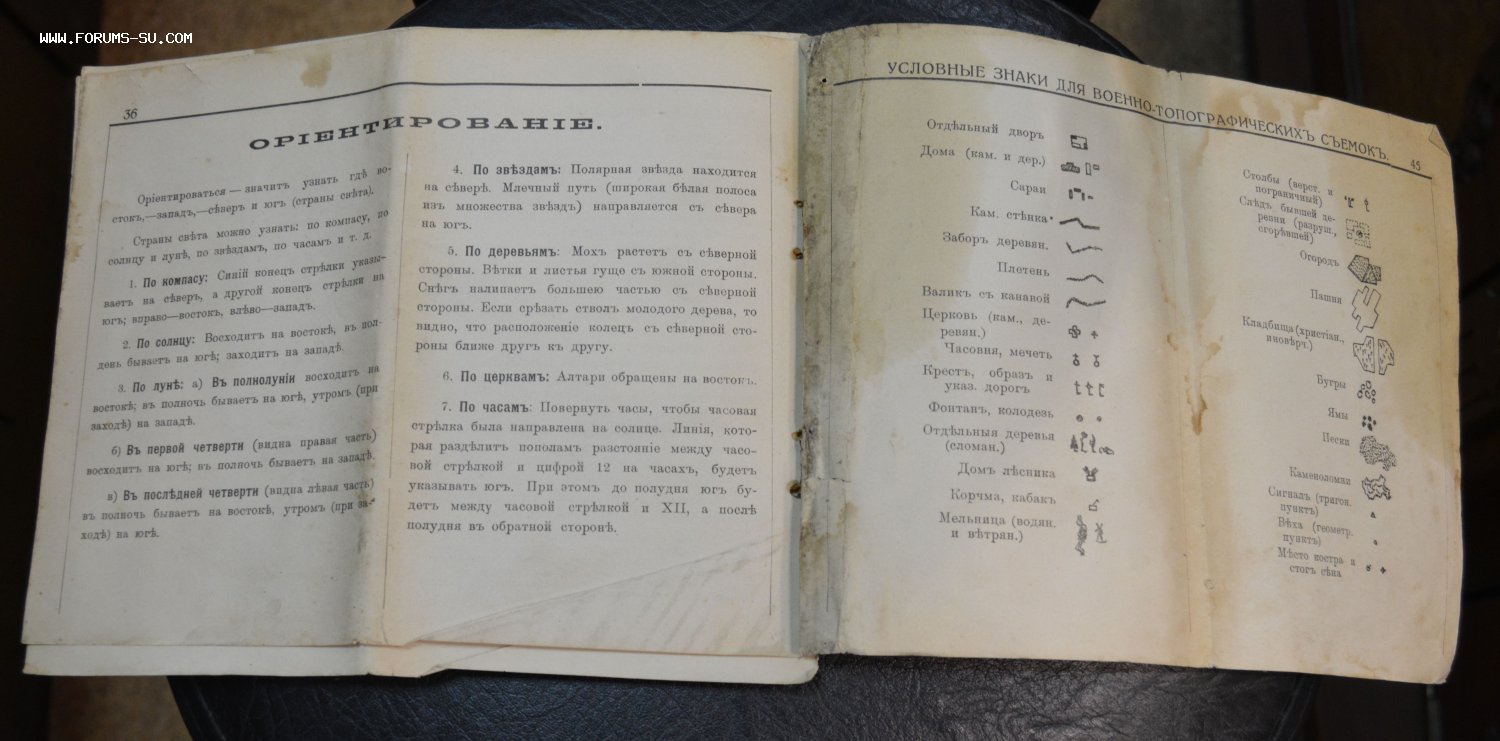 WWW.FORUMS-SU.COM
36
ОРІЕНТИРОВАНІЕ.
Оріентироваться — значитъ узнать гдѣ во-
стокъ,—западъ,—сѣверъ и югъ (страны свѣта).
Страны свѣта можно узнать: по компасу, по
солнцу и лунѣ, по звѣздамъ, по часамъ и т. д.
1. По компасу: Синій конецъ стрѣлки указы-
ваетъ на сѣверъ, а другой конецъ стрѣлки на
югъ; вправо—востокъ, влѣво—западъ.
2. По солнцу: Восходитъ на востокѣ, въ пол-
день бываетъ на югѣ; заходитъ на западѣ.
3. По лунѣ: а) Въ полнолуніи восходитъ на
востокѣ; въ полночь бываетъ на югѣ, утромъ (при
заходѣ) на западѣ.
б) Въ первой четверти (видна правая часть)
восходитъ на югѣ; въ полночь бываетъ на западѣ.
в) Въ послѣдней четверти (видна лѣвая часть)
въ полночь бываетъ на востокѣ, утромъ (при за-
ходѣ) на югѣ.
4. По звѣздамъ: Полярная звѣзда находится
на сѣверѣ. Млечный путь (широкая бѣлая полоса
изъ множества звѣздъ) направляется съ сѣвера
на югъ.
5. По деревьямъ: Мохъ растетъ съ сѣверной
стороны. Вѣтки и листья гуще съ южной стороны.
Снѣгъ налипаетъ большею частью съ сѣверной
стороны. Если срѣзать стволъ молодого дерева, то
видно, что расположеніе колецъ съ сѣверной сто-
роны ближе другъ къ другу.
6. По церквамъ: Алтари обращены на востокъ.
7. По часамъ: Повернуть часы, чтобы часовая
стрѣлка была направлена на солнце. Линія, кото-
рая раздѣлитъ пополамъ разстояніе между часо-
вой стрѣлкой и цифрой 12 на часахъ, будетъ
указывать югъ. При этомъ до полудня югъ бу-
детъ между часовой стрѣлкой и XII, а послѣ
полудня въ обратной сторонѣ.
УСЛОВНЫЕ ЗНАКИ ДЛЯ ВОЕННО-ТОПОГРАФИЧЕСКИХЪ СЪЕМОКЪ.
45
Отдѣльный дворъ
Дома (кам. и дер.)
Сараи
Кам. стѣнка
Заборъ деревян.
Плетень
Валикъ съ канавой
Церковь (кам., де-
ревян.)
Часовня, мечеть
Крестъ, образъ и
указ. дорогъ
Фонтанъ, колодезь
Отдѣльныя деревья
(сломан.)
Домъ лѣсника
Корчма, кабакъ
Мельница (водян.
и вѣтрян.)
Столбы (верст. и
пограничный)
Слѣдъ бывшей де-
ревни (разруш.,
сгорѣвшей)
Огородъ
Пашня
Кладбища (христіан.,
иновѣрч.)
Бугры
Ямы
Пески
Каменоломни
Сигналъ (тригон.
пунктъ)
Вѣха (геометр.
пунктъ)
Мѣсто костра и
стогъ сѣна